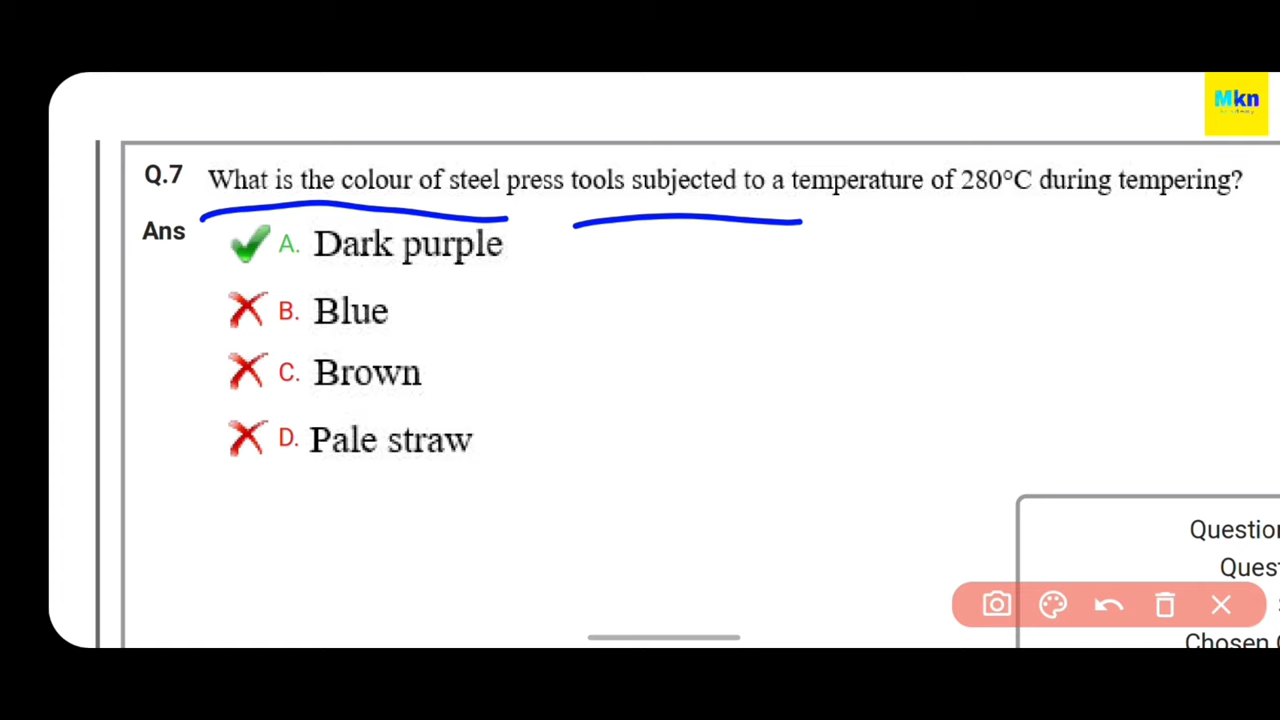 Mkn
Q.7 What is the colour of steel press tools subjected to a temperature of 280°C during tempering?
Ans A. Dark purple
B. Blue
C. Brown
D. Pale straw
Question
Ques
Chosen